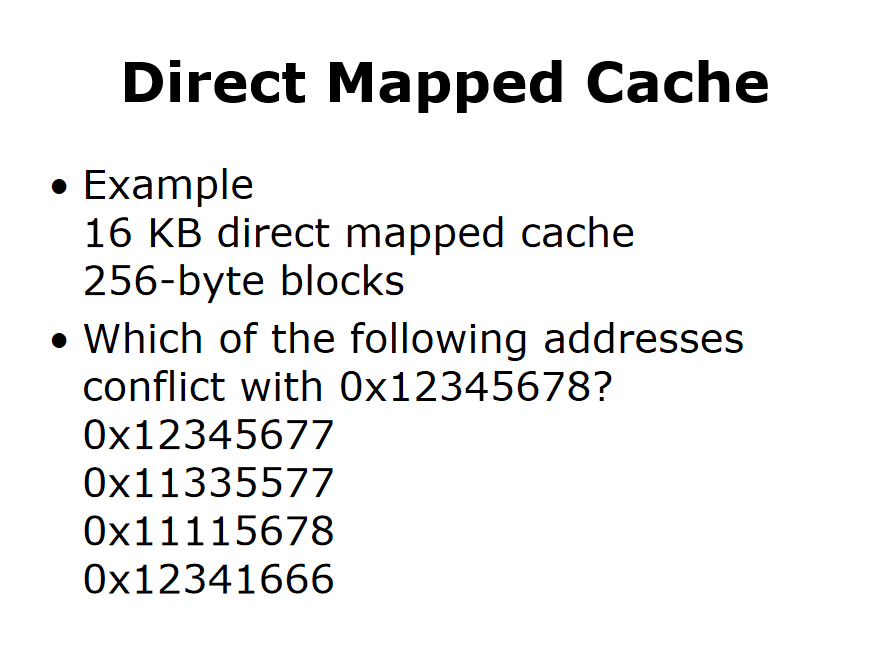 Direct Mapped Cache
• Example
16 KB direct mapped cache
256-byte blocks
• Which of the following addresses
conflict with 0x12345678?
0x12345677
0x11335577
0x11115678
0x12341666